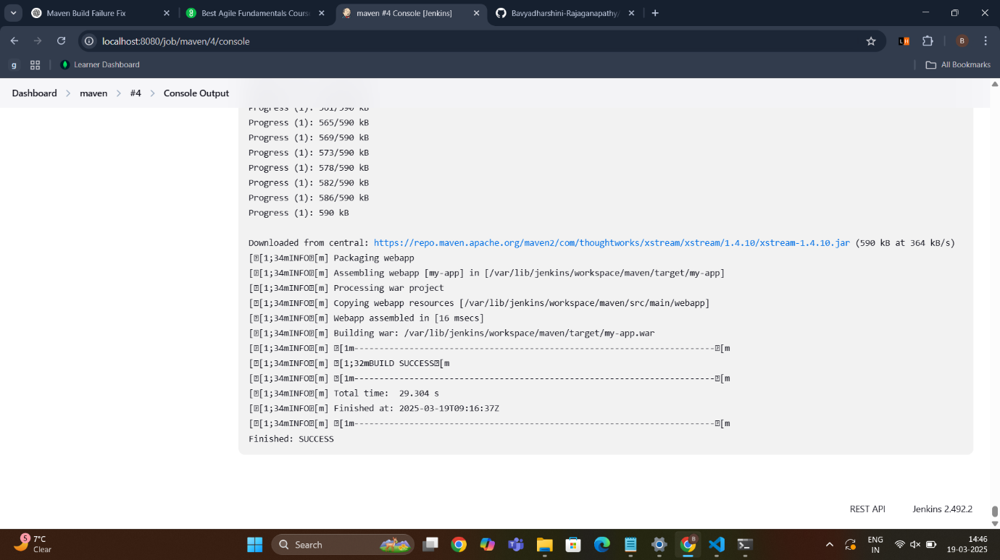 Maven Build Failure Fix
Best Agile Fundamentals Course
maven #4 Console [Jenkins]
Bavyadharshini-Rajaganapathy/
localhost:8080/job/maven/4/console
LH
B
g
Learner Dashboard
All Bookmarks
Dashboard > maven > #4 > Console Output
Progress (1): 561/590 kB
Progress (1): 565/590 kB
Progress (1): 569/590 kB
Progress (1): 573/590 kB
Progress (1): 578/590 kB
Progress (1): 582/590 kB
Progress (1): 586/590 kB
Progress (1): 590 kB
Downloaded from central: https://repo.maven.apache.org/maven2/com/thoughtworks/xstream/xstream/1.4.10/xstream-1.4.10.jar (590 kB at 364 kB/s)
[[1;34mINFO[m] Packaging webapp
[[1;34mINFO[m] Assembling webapp [my-app] in [/var/lib/jenkins/workspace/maven/target/my-app]
[[1;34mINFO[m] Processing war project
[[1;34mINFO[m] Copying webapp resources [/var/lib/jenkins/workspace/maven/src/main/webapp]
[[1;34mINFO[m] Webapp assembled in [16 msecs]
[[1;34mINFO[m] Building war: /var/lib/jenkins/workspace/maven/target/my-app.war
[[1;34mINFO[m] [1m------------------------------------------------------------------------[m
[[1;34mINFO[m] [1;32mBUILD SUCCESS[m
[[1;34mINFO[m] [1m------------------------------------------------------------------------[m
[[1;34mINFO[m] Total time:  29.304 s
[[1;34mINFO[m] Finished at: 2025-03-19T09:16:37Z
[[1;34mINFO[m] [1m------------------------------------------------------------------------[m
Finished: SUCCESS
REST API
Jenkins 2.492.2
5
7°C
Clear
Search
B
ENG
IN
14:46
19-03-2025